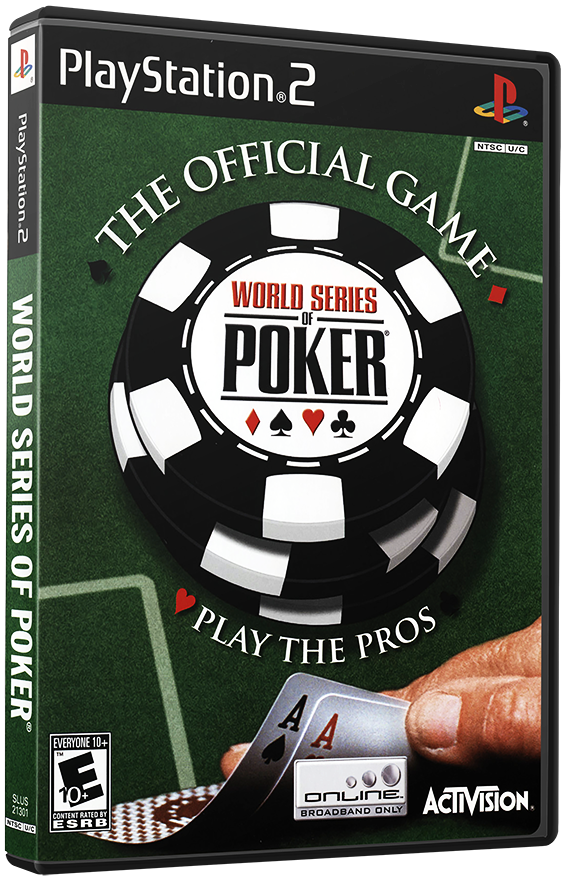 PlayStation®2
NTSC U/C
THE OFFICIAL GAME
WORLD SERIES
OF
POKER®
PLAY THE PROS
A
A
EVERYONE 10+
E
10+
CONTENT RATED BY
ESRB
ONLINE
BROADBAND ONLY
ACTIVISION.
PlayStation®2
WORLD SERIES OF POKER®
SLUS
21301
NTSC U/C